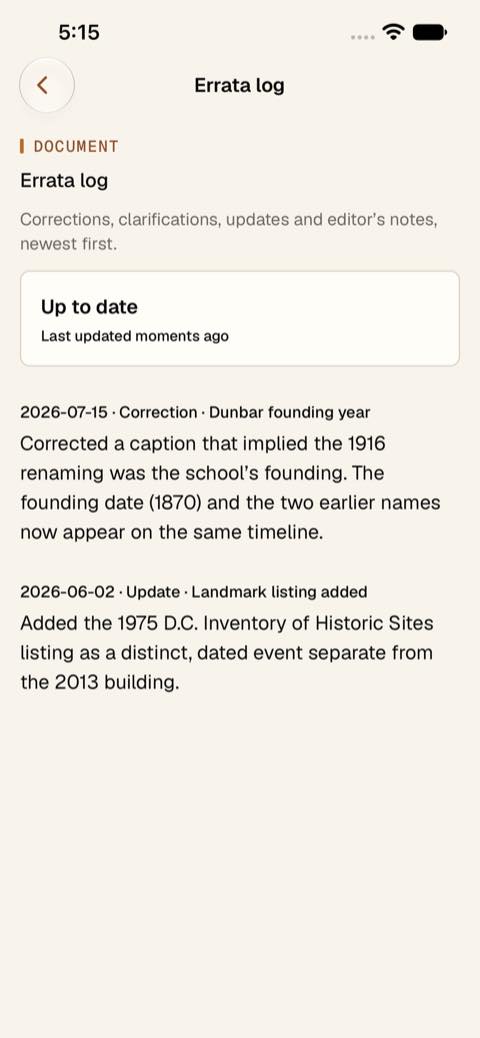 5:15
Errata log
DOCUMENT
Errata log
Corrections, clarifications, updates and editor’s notes,
newest first.
Up to date
Last updated moments ago
2026-07-15 · Correction · Dunbar founding year
Corrected a caption that implied the 1916
renaming was the school’s founding. The
founding date (1870) and the two earlier names
now appear on the same timeline.
2026-06-02 · Update · Landmark listing added
Added the 1975 D.C. Inventory of Historic Sites
listing as a distinct, dated event separate from
the 2013 building.